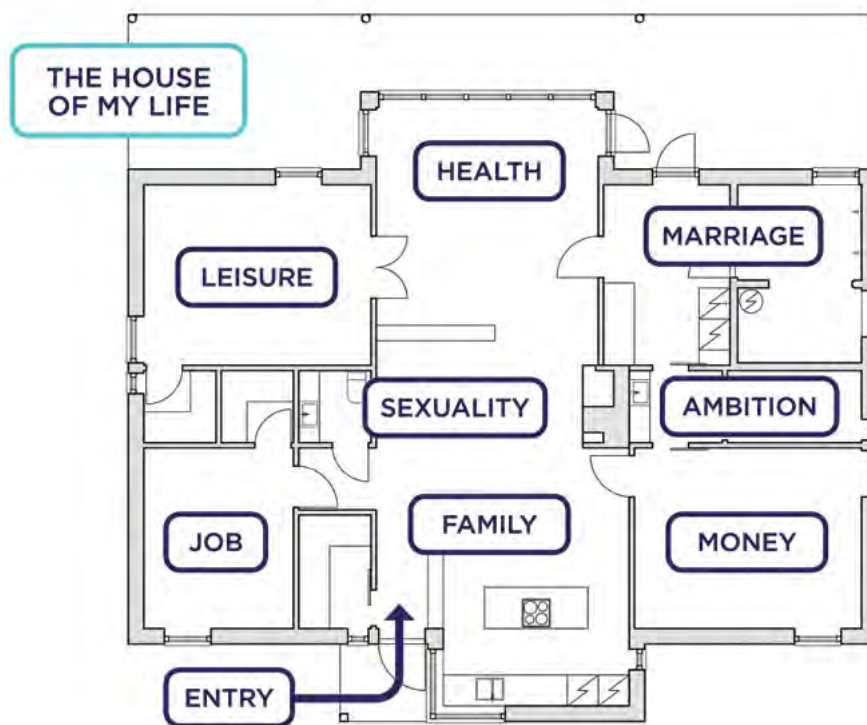 THE HOUSE
OF MY LIFE
HEALTH
MARRIAGE
LEISURE
SEXUALITY
AMBITION
FAMILY
JOB
MONEY
ENTRY